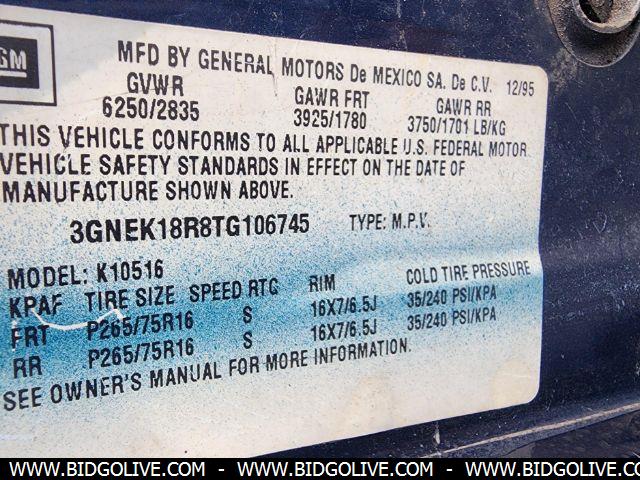 GM
MFD BY GENERAL MOTORS De MEXICO SA. De C.V. 12/95
GVWR GAWR FRT GAWR RR
6250/2835 3925/1780 3750/1701 LB/KG
THIS VEHICLE CONFORMS TO ALL APPLICABLE U.S. FEDERAL MOTOR
VEHICLE SAFETY STANDARDS IN EFFECT ON THE DATE OF
MANUFACTURE SHOWN ABOVE.
3GNEK18R8TG106745 TYPE: M.P.V.
MODEL: K10516
KPAF TIRE SIZE SPEED RTG RIM COLD TIRE PRESSURE
FRT P265/75R16 S 16X7/6.5J 35/240 PSI/KPA
RR P265/75R16 S 16X7/6.5J 35/240 PSI/KPA
SEE OWNER'S MANUAL FOR MORE INFORMATION.
WWW.BIDGOLIVE.COM - WWW.BIDGOLIVE.COM - WWW.BIDGOLIVE.COM